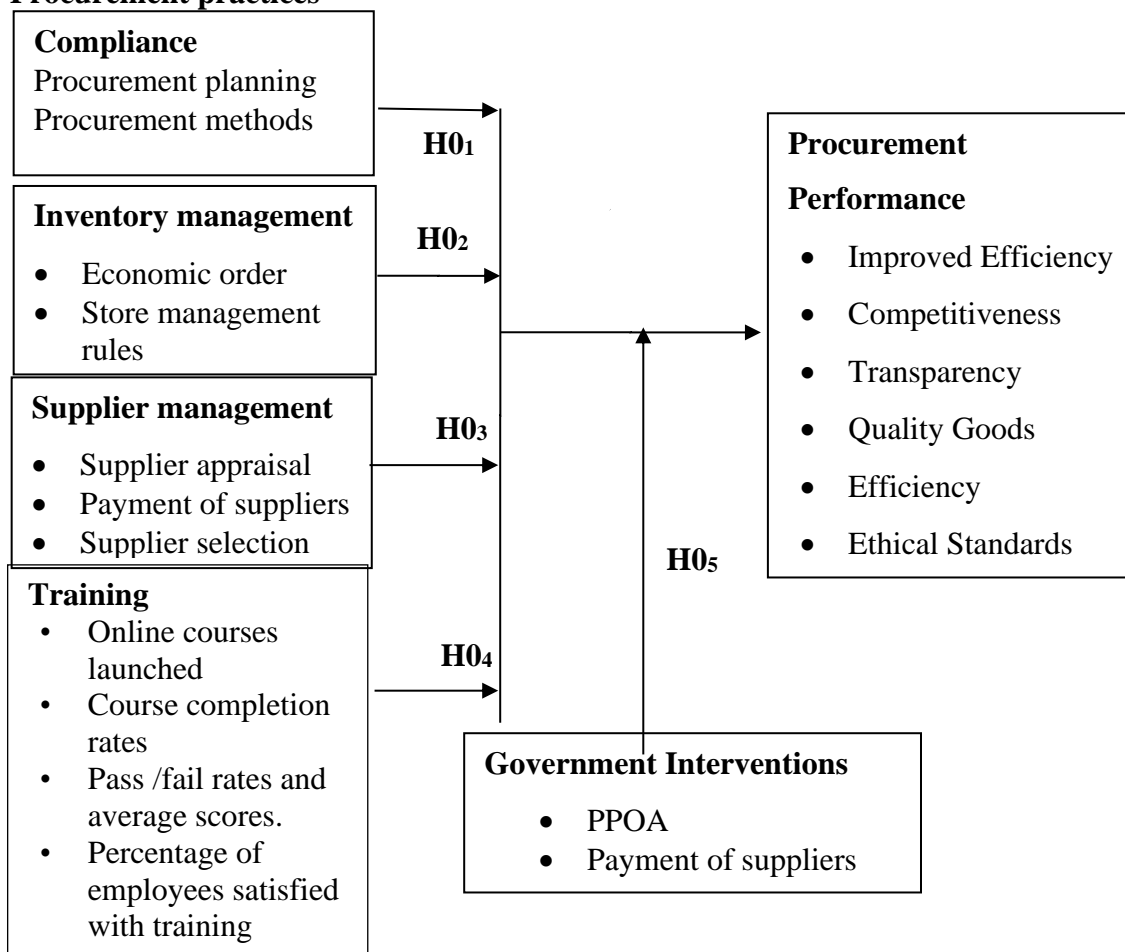 Procurement practices
Compliance
Procurement planning
Procurement methods
H0₁
Inventory management
• Economic order
• Store management
rules
H0₂
Supplier management
• Supplier appraisal
• Payment of suppliers
• Supplier selection
H0₃
Training
• Online courses
launched
• Course completion
rates
• Pass /fail rates and
average scores.
• Percentage of
employees satisfied
with training
H0₄
Government Interventions
• PPOA
• Payment of suppliers
H0₅
Procurement
Performance
• Improved Efficiency
• Competitiveness
• Transparency
• Quality Goods
• Efficiency
• Ethical Standards